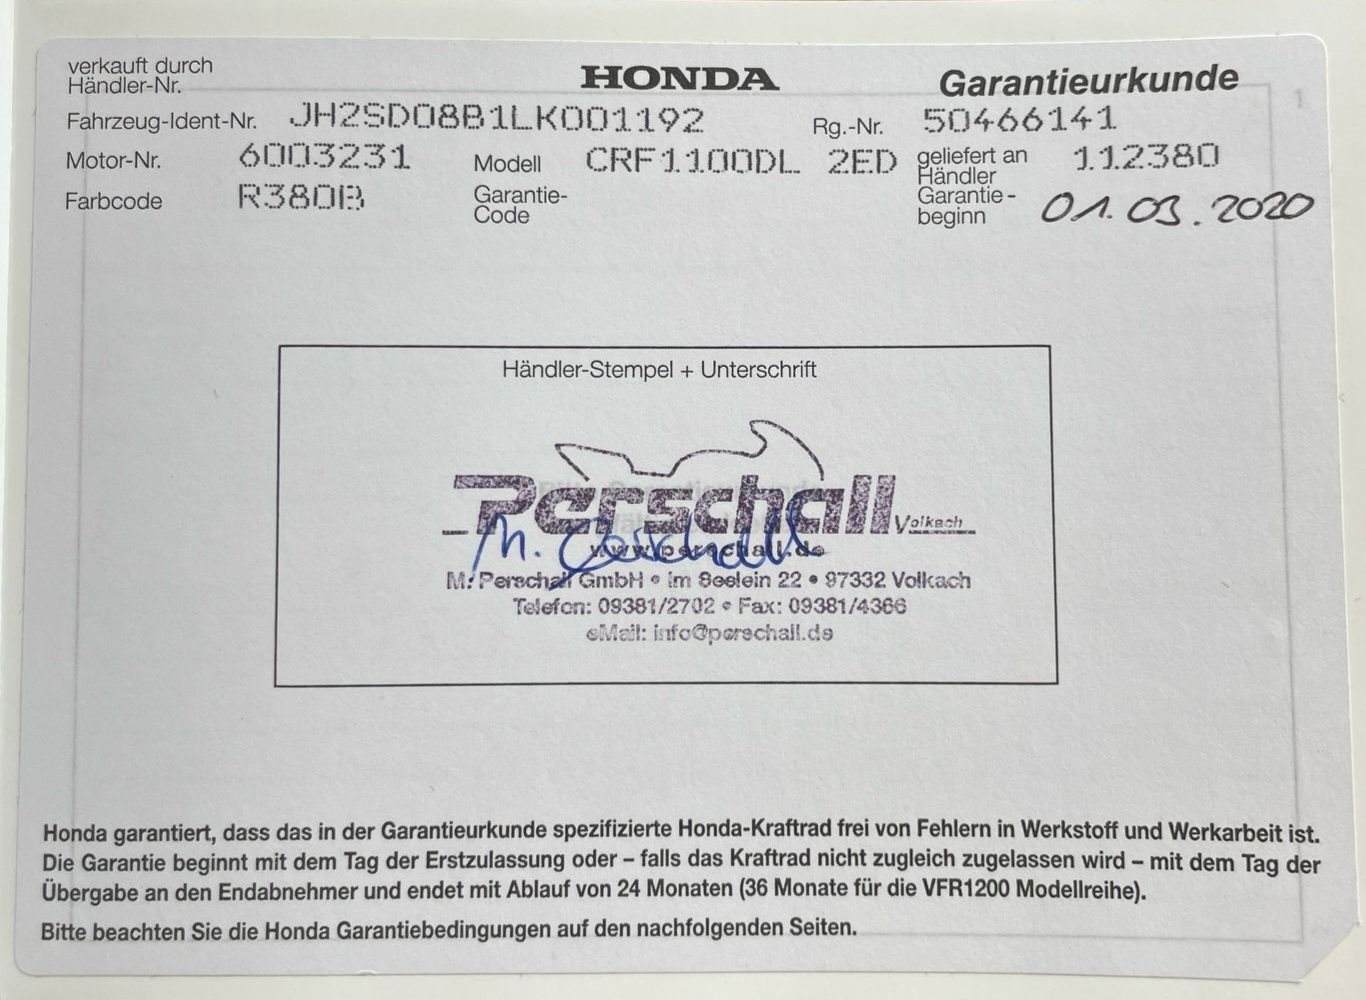 verkauft durch
Händler-Nr.
HONDA
Garantieurkunde
Fahrzeug-Ident-Nr. JH2SD08B1LK001192 Rg.-Nr. 50466141
Motor-Nr. 6003231 Modell CRF1100DL 2ED geliefert an Händler 112380
Farbcode R380B Garantie-Code Garantie-beginn 01.03.2020
Händler-Stempel + Unterschrift
Perschall Volkach
M. Perschall
www.perschall.de
M. Perschall GmbH • Im Seelein 22 • 97332 Volkach
Telefon: 09381/2702 • Fax: 09381/4366
eMail: info@perschall.de
Honda garantiert, dass das in der Garantieurkunde spezifizierte Honda-Kraftrad frei von Fehlern in Werkstoff und Werkarbeit ist.
Die Garantie beginnt mit dem Tag der Erstzulassung oder – falls das Kraftrad nicht zugleich zugelassen wird – mit dem Tag der
Übergabe an den Endabnehmer und endet mit Ablauf von 24 Monaten (36 Monate für die VFR1200 Modellreihe).
Bitte beachten Sie die Honda Garantiebedingungen auf den nachfolgenden Seiten.